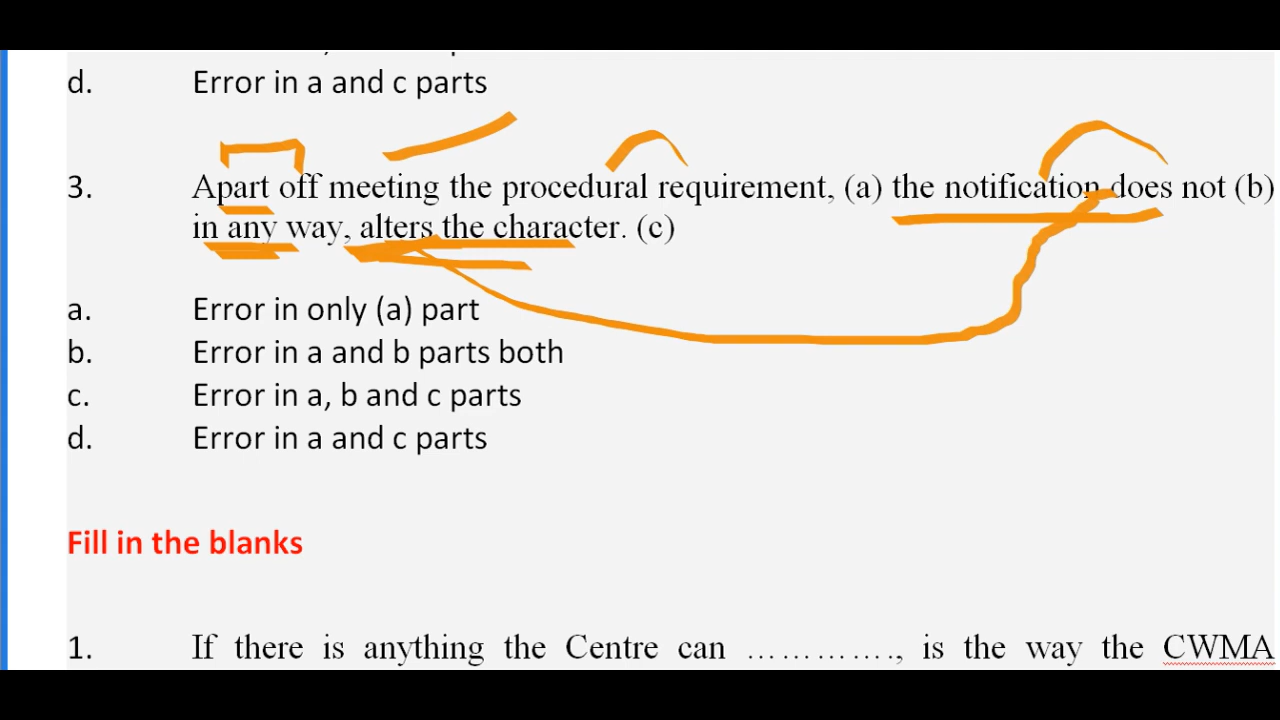 d. Error in a and c parts
3. Apart off meeting the procedural requirement, (a) the notification does not (b)
in any way, alters the character. (c)
a. Error in only (a) part
b. Error in a and b parts both
c. Error in a, b and c parts
d. Error in a and c parts
Fill in the blanks
1. If there is anything the Centre can …………., is the way the CWMA